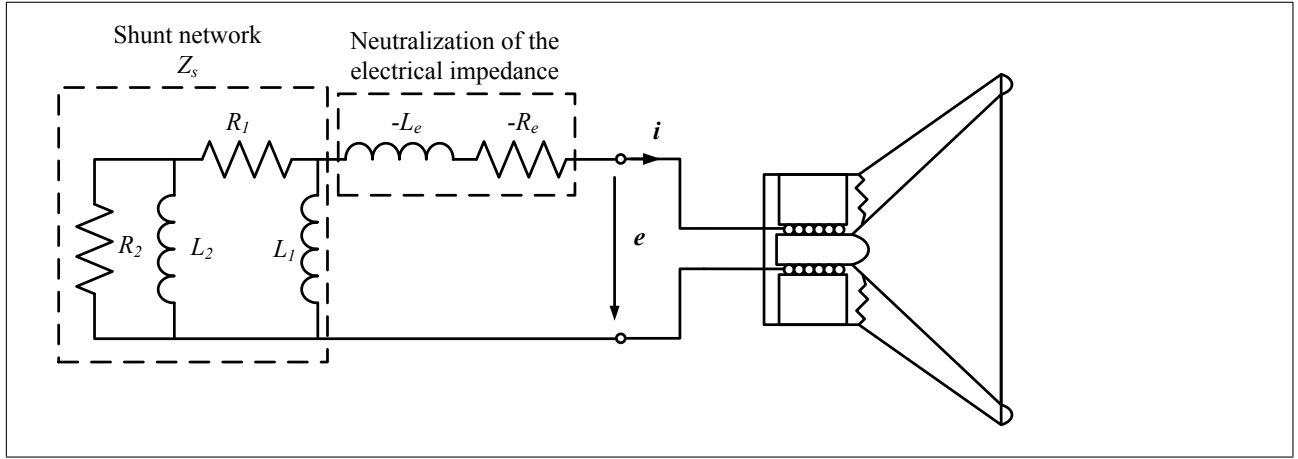 Shunt network
Zs
Neutralization of the
electrical impedance
R1
-Le
-Re
i
R2
L2
L1
e